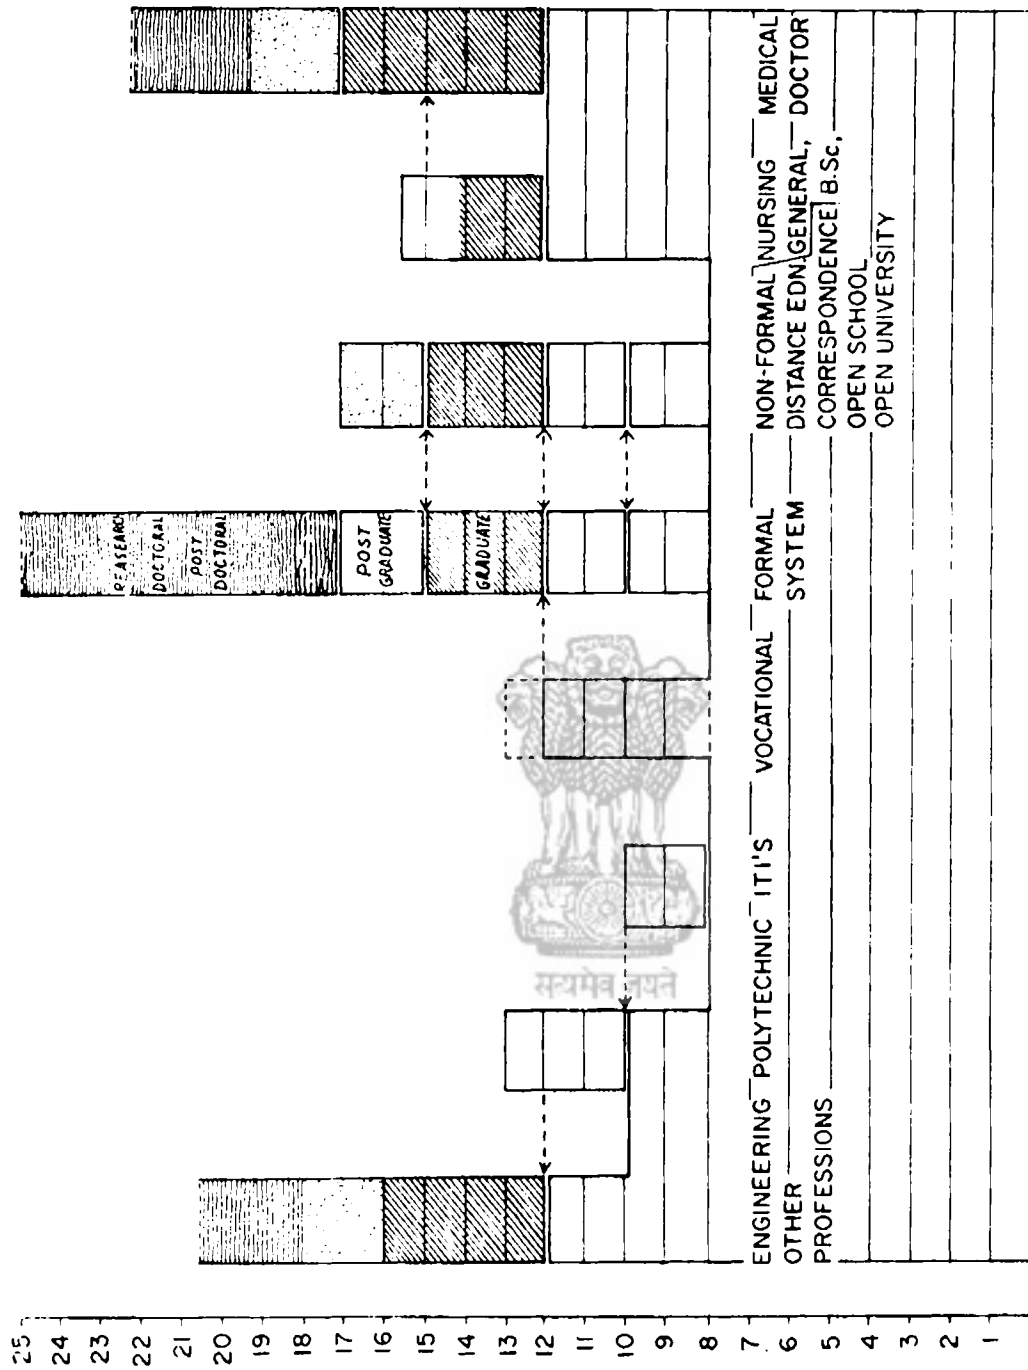 25
24
23
22
21
20
19
18
17
16
15
14
13
12
11
10
9
8
7
6
5
4
3
2
1
REASEARCH
DOCTORAL
POST
DOCTORAL
POST
GRADUATE
GRADUATE
सत्यमेव जयते
ENGINEERING
OTHER
PROFESSIONS
POLYTECHNIC
ITI'S
VOCATIONAL
FORMAL
SYSTEM
NON-FORMAL
DISTANCE EDN.
CORRESPONDENCE
OPEN SCHOOL
OPEN UNIVERSITY
NURSING
GENERAL,
B.Sc,
MEDICAL
DOCTOR